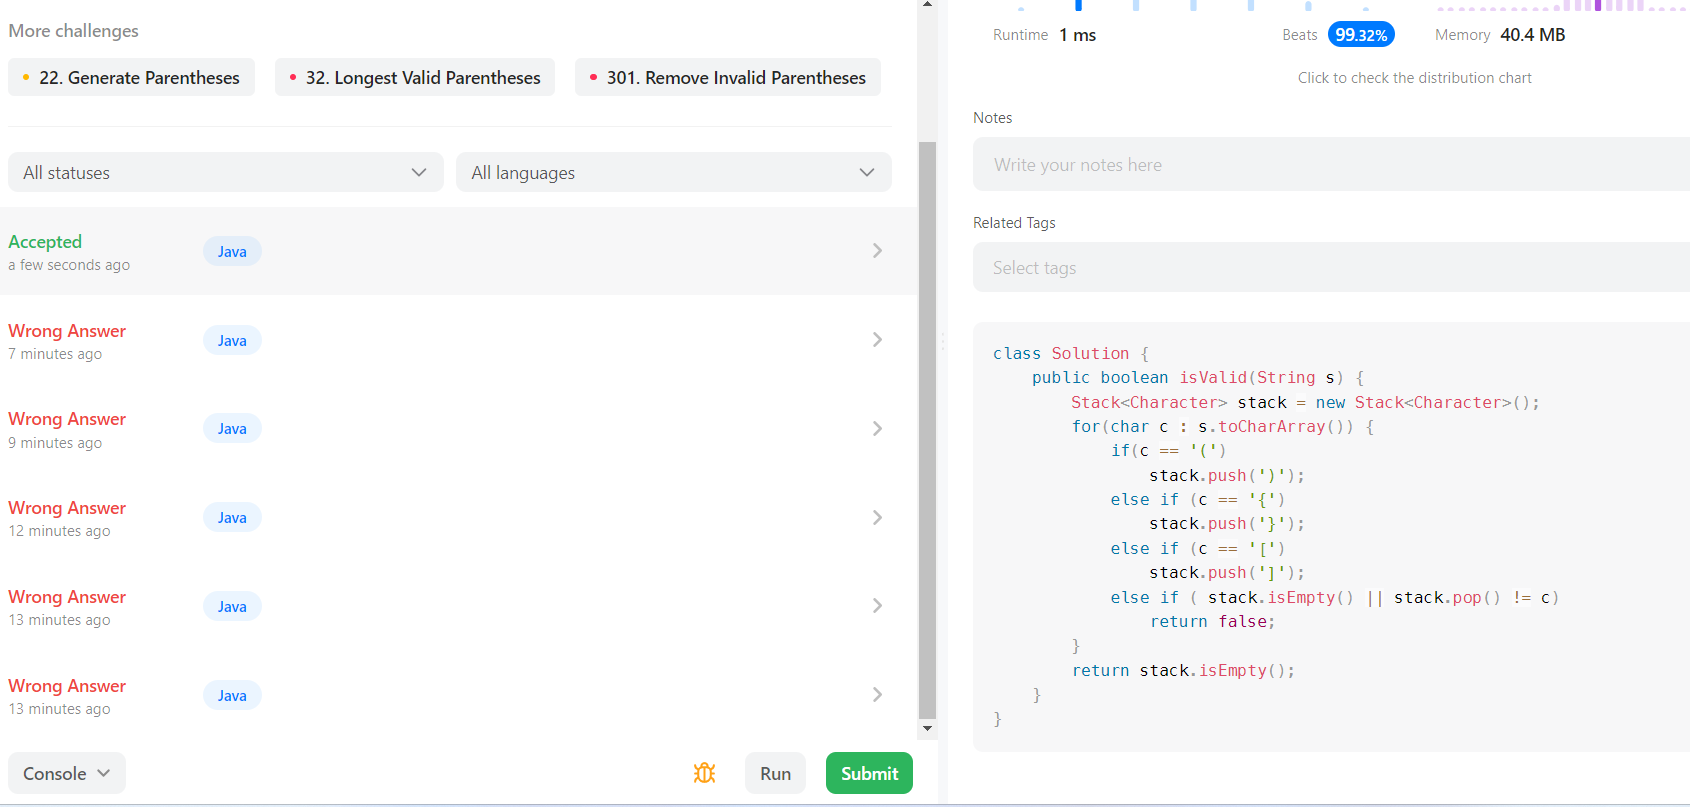 More challenges
22. Generate Parentheses
32. Longest Valid Parentheses
301. Remove Invalid Parentheses
All statuses
All languages
Accepted
a few seconds ago
Java
Wrong Answer
7 minutes ago
Java
Wrong Answer
9 minutes ago
Java
Wrong Answer
12 minutes ago
Java
Wrong Answer
13 minutes ago
Java
Wrong Answer
13 minutes ago
Java
Console
Run
Submit
Runtime 1 ms
Beats 99.32%
Memory 40.4 MB
Click to check the distribution chart
Notes
Write your notes here
Related Tags
Select tags
class Solution {
    public boolean isValid(String s) {
        Stack<Character> stack = new Stack<Character>();
        for(char c : s.toCharArray()) {
            if(c == '(')
                stack.push(')');
            else if (c == '{')
                stack.push('}');
            else if (c == '[')
                stack.push(']');
            else if ( stack.isEmpty() || stack.pop() != c)
                return false;
        }
        return stack.isEmpty();
    }
}